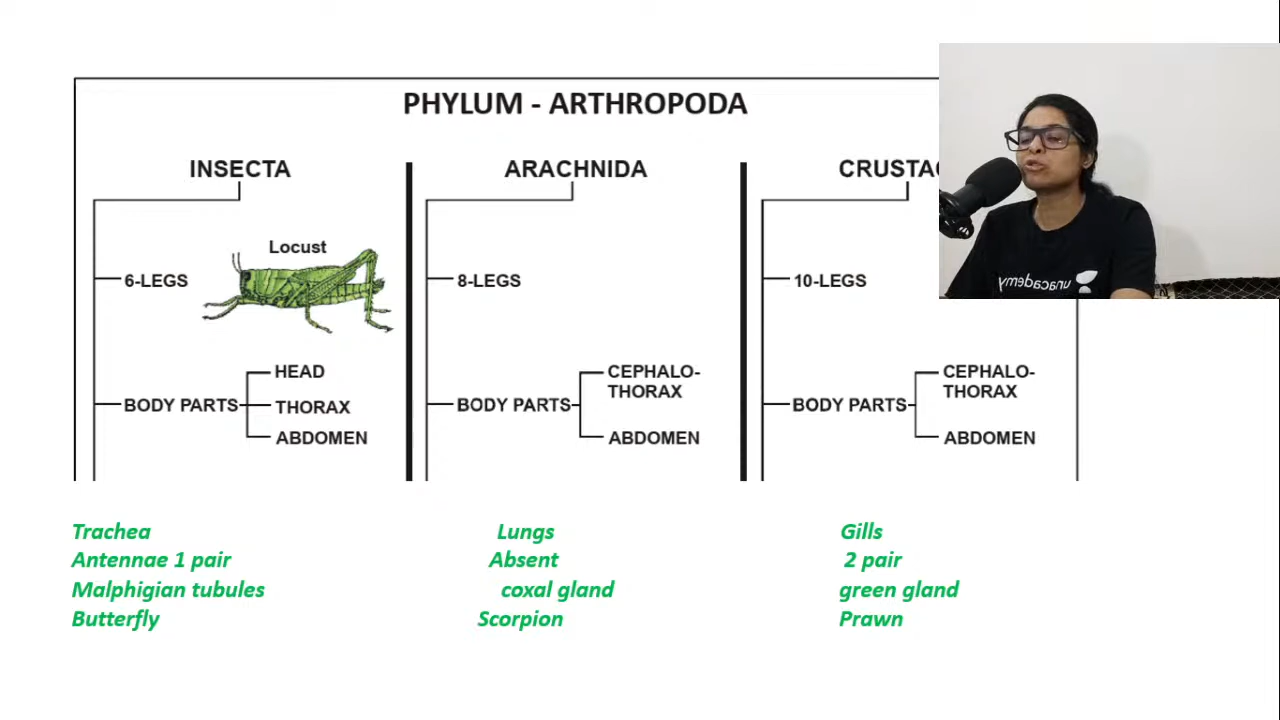 PHYLUM - ARTHROPODA
INSECTA
ARACHNIDA
CRUSTAC
Locust
6-LEGS
8-LEGS
10-LEGS
HEAD
BODY PARTS
THORAX
ABDOMEN
CEPHALO-
THORAX
BODY PARTS
ABDOMEN
CEPHALO-
THORAX
BODY PARTS
ABDOMEN
Trachea
Lungs
Gills
Antennae 1 pair
Absent
2 pair
Malphigian tubules
coxal gland
green gland
Butterfly
Scorpion
Prawn
unacademy